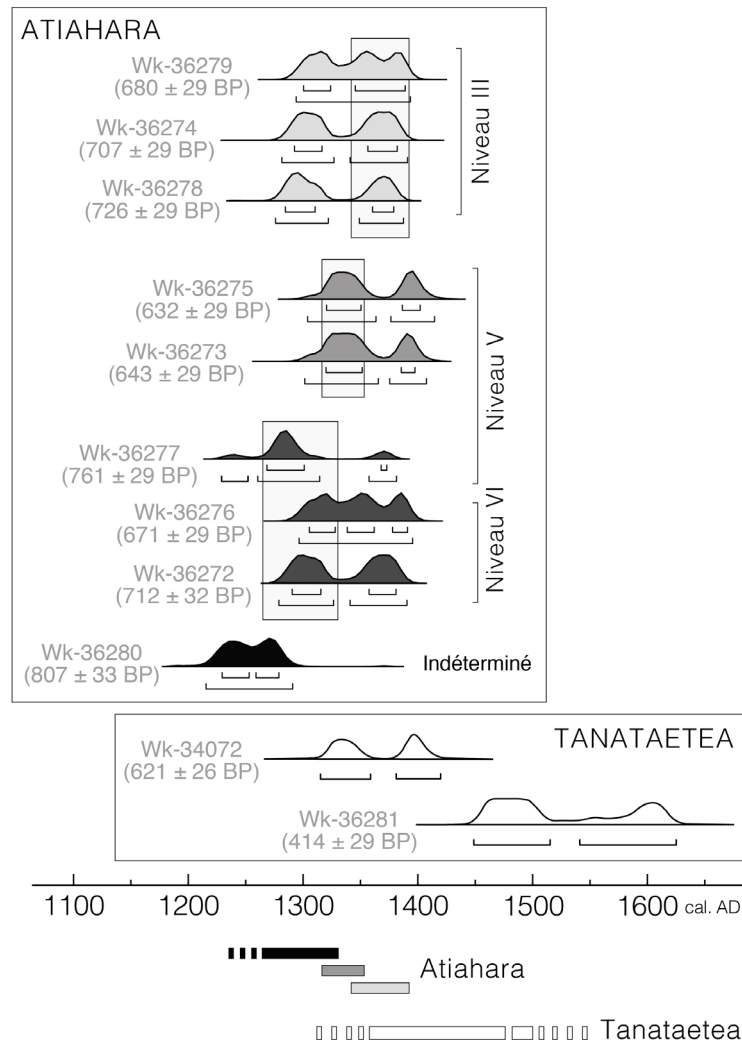 ATIAHARA
Wk-36279
(680 ± 29 BP)
Wk-36274
(707 ± 29 BP)
Wk-36278
(726 ± 29 BP)
Niveau III
Wk-36275
(632 ± 29 BP)
Wk-36273
(643 ± 29 BP)
Wk-36277
(761 ± 29 BP)
Niveau V
Wk-36276
(671 ± 29 BP)
Wk-36272
(712 ± 32 BP)
Niveau VI
Wk-36280
(807 ± 33 BP)
Indéterminé
TANATAETEA
Wk-34072
(621 ± 26 BP)
Wk-36281
(414 ± 29 BP)
1100 1200 1300 1400 1500 1600 cal. AD
Atiahara
Tanataetea